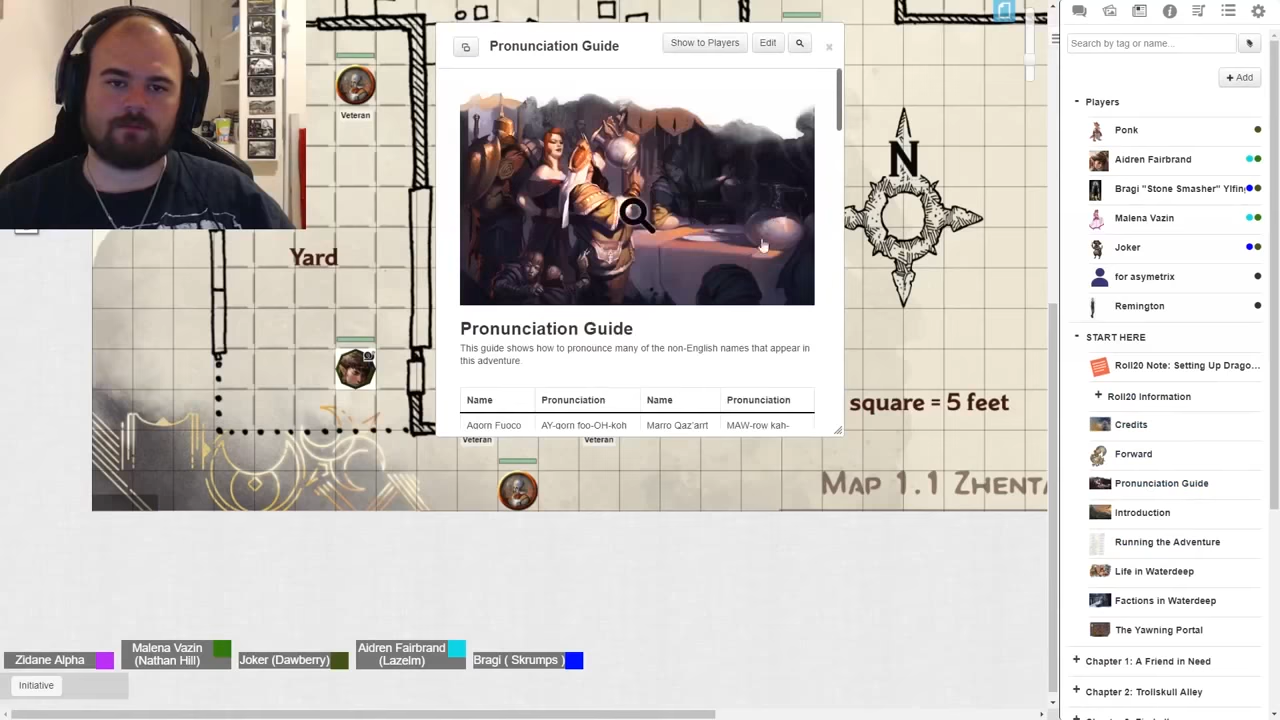 Pronunciation Guide
Show to Players
Edit
Search by tag or name...
+ Add
Players
Ponk
Aidren Fairbrand
Bragi "Stone Smasher" Ylfin
Malena Vazin
Joker
for asymetrix
Remington
START HERE
Roll20 Note: Setting Up Drago...
Roll20 Information
Credits
Forward
Pronunciation Guide
Introduction
Running the Adventure
Life in Waterdeep
Factions in Waterdeep
The Yawning Portal
Chapter 1: A Friend in Need
Chapter 2: Trollskull Alley
Veteran
Yard
N
Pronunciation Guide
This guide shows how to pronounce many of the non-English names that appear in
this adventure.
Name Pronunciation Name Pronunciation
Agorn Fuoco AY-gorn foo-OH-koh Marro Qaz'arrt MAW-row kah-
square = 5 feet
Veteran
Veteran
Map 1.1 Zhenta
Zidane Alpha
Malena Vazin
(Nathan Hill)
Joker (Dawberry)
Aidren Fairbrand
(Lazelm)
Bragi ( Skrumps )
Initiative